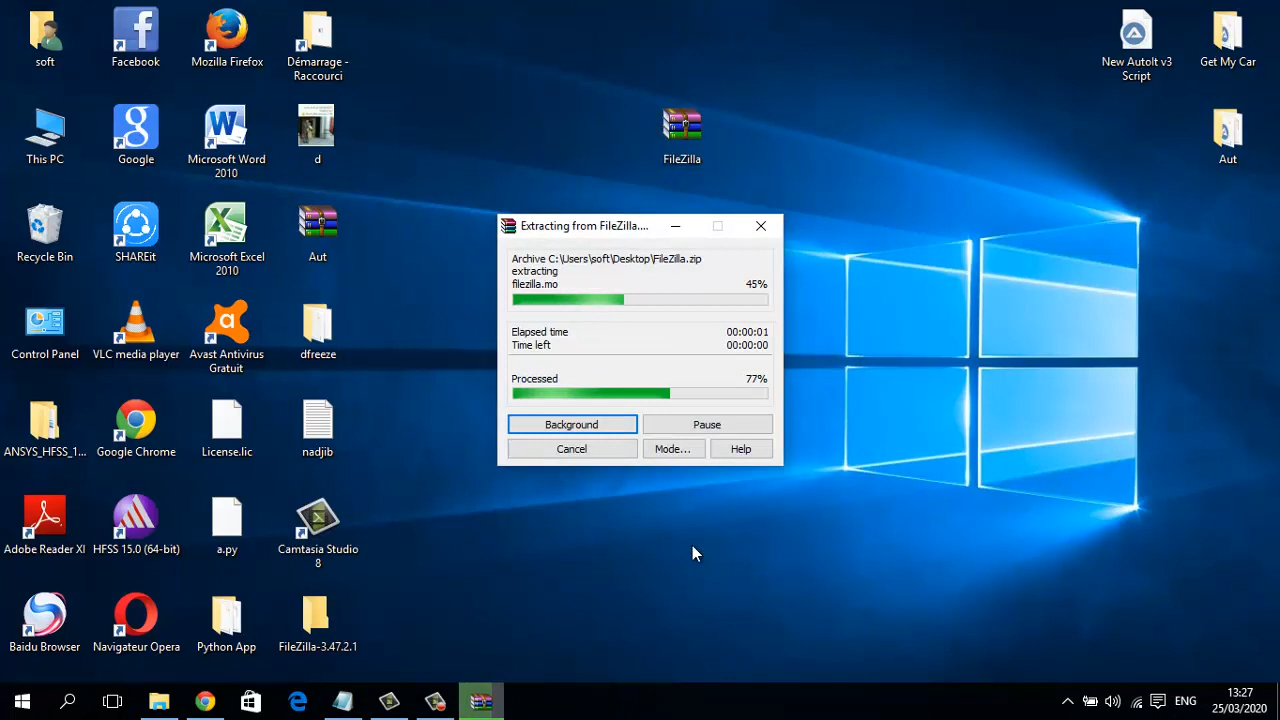 soft
Facebook
Mozilla Firefox
Démarrage -
Raccourci
New AutoIt v3
Script
Get My Car
This PC
Google
Microsoft Word
2010
d
FileZilla
Aut
Recycle Bin
SHAREit
Microsoft Excel
2010
Aut
Extracting from FileZilla....
Archive C:\Users\soft\Desktop\FileZilla.zip
extracting
filezilla.mo 45%
Elapsed time 00:00:01
Time left 00:00:00
Processed 77%
Background Pause
Cancel Mode... Help
Control Panel
VLC media player
Avast Antivirus
Gratuit
dfreeze
ANSYS_HFSS_1...
Google Chrome
License.lic
nadjib
Adobe Reader XI
HFSS 15.0 (64-bit)
a.py
Camtasia Studio
8
Baidu Browser
Navigateur Opera
Python App
FileZilla-3.47.2.1
ENG
13:27
25/03/2020